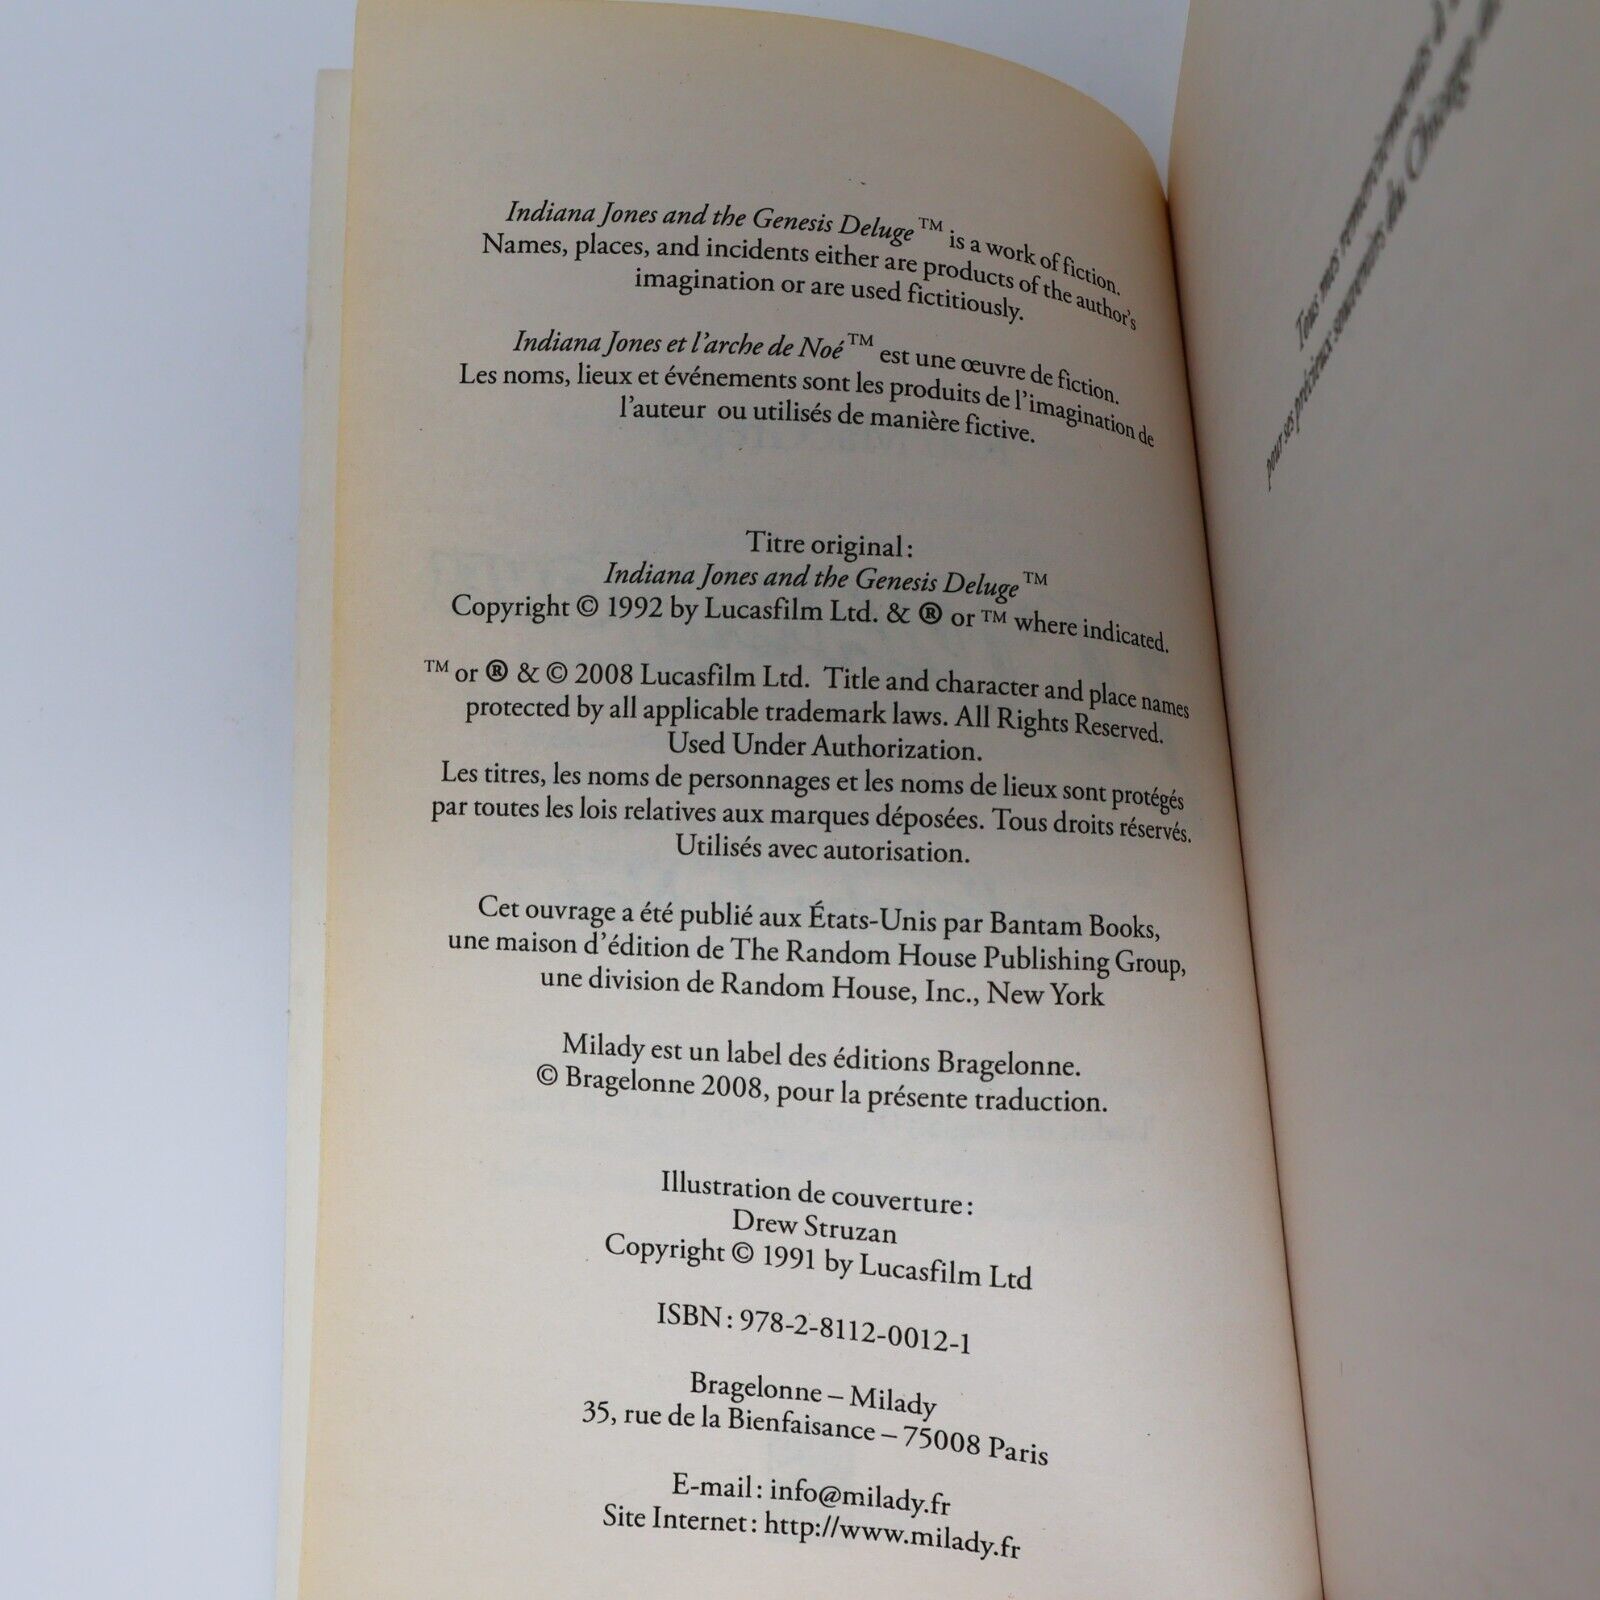 Indiana Jones and the Genesis Deluge™ is a work of fiction.
Names, places, and incidents either are products of the author's
imagination or are used fictitiously.
Indiana Jones et l'arche de Noé™ est une œuvre de fiction.
Les noms, lieux et événements sont les produits de l'imagination de
l'auteur ou utilisés de manière fictive.
Titre original :
Indiana Jones and the Genesis Deluge™
Copyright © 1992 by Lucasfilm Ltd. & ® or ™ where indicated.
™ or ® & © 2008 Lucasfilm Ltd. Title and character and place names
protected by all applicable trademark laws. All Rights Reserved.
Used Under Authorization.
Les titres, les noms de personnages et les noms de lieux sont protégés
par toutes les lois relatives aux marques déposées. Tous droits réservés.
Utilisés avec autorisation.
Cet ouvrage a été publié aux États-Unis par Bantam Books,
une maison d'édition de The Random House Publishing Group,
une division de Random House, Inc., New York
Milady est un label des éditions Bragelonne.
© Bragelonne 2008, pour la présente traduction.
Illustration de couverture :
Drew Struzan
Copyright © 1991 by Lucasfilm Ltd
ISBN : 978-2-8112-0012-1
Bragelonne – Milady
35, rue de la Bienfaisance – 75008 Paris
E-mail : info@milady.fr
Site Internet : http://www.milady.fr
Tous mes remerciements à
pour ses précieux souvenirs du Chicago